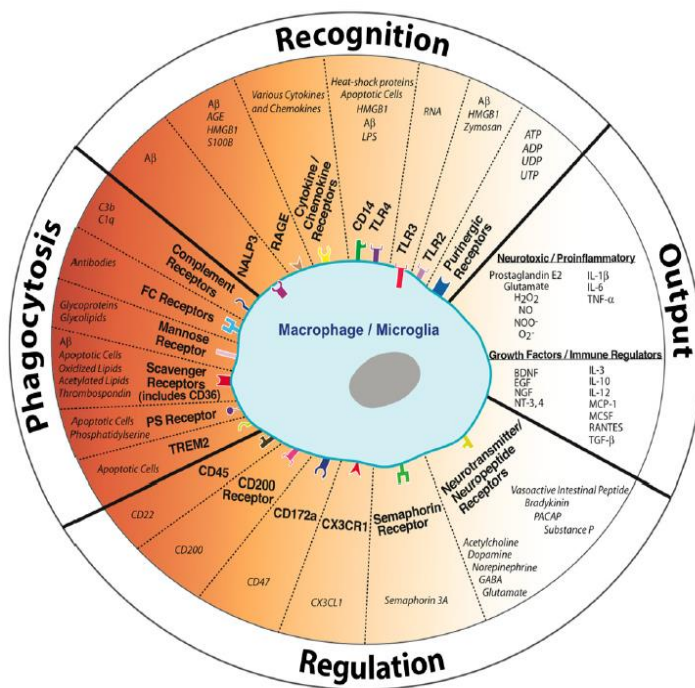 Recognition
Heat-shock proteins
Apoptotic Cells
HMGB1
Aβ
LPS
Various Cytokines
and Chemokines
RNA
Aβ
HMGB1
Zymosan
Aβ
AGE
HMGB1
S100B
ATP
ADP
UDP
UTP
Aβ
NALP3
RAGE
Cytokine /
Chemokine
Receptors
CD14
TLR4
TLR3
TLR2
Purinergic
Receptors
Phagocytosis
C3b
C1q
Complement
Receptors
Antibodies
FC Receptors
Glycoproteins
Glycolipids
Mannose
Receptor
Aβ
Apoptotic Cells
Oxidized Lipids
Acetylated Lipids
Thrombospondin
Scavenger
Receptors
(includes CD36)
Apoptotic Cells
Phosphatidylserine
PS Receptor
Apoptotic Cells
TREM2
Macrophage / Microglia
Output
Neurotoxic / Proinflammatory
Prostaglandin E2
Glutamate
H2O2
NO
NOO-
O2-
IL-1β
IL-6
TNF-α
Growth Factors / Immune Regulators
BDNF
EGF
NGF
NT-3, 4
IL-3
IL-10
IL-12
MCP-1
MCSF
RANTES
TGF-β
CD45
CD200
Receptor
CD172a
CX3CR1
Semaphorin
Receptor
Neurotransmitter/
Neuropeptide
Receptors
CD22
CD200
CD47
CX3CL1
Semaphorin 3A
Vasoactive Intestinal Peptide
Bradykinin
PACAP
Substance P
Acetylcholine
Dopamine
Norepinephrine
GABA
Glutamate
Regulation